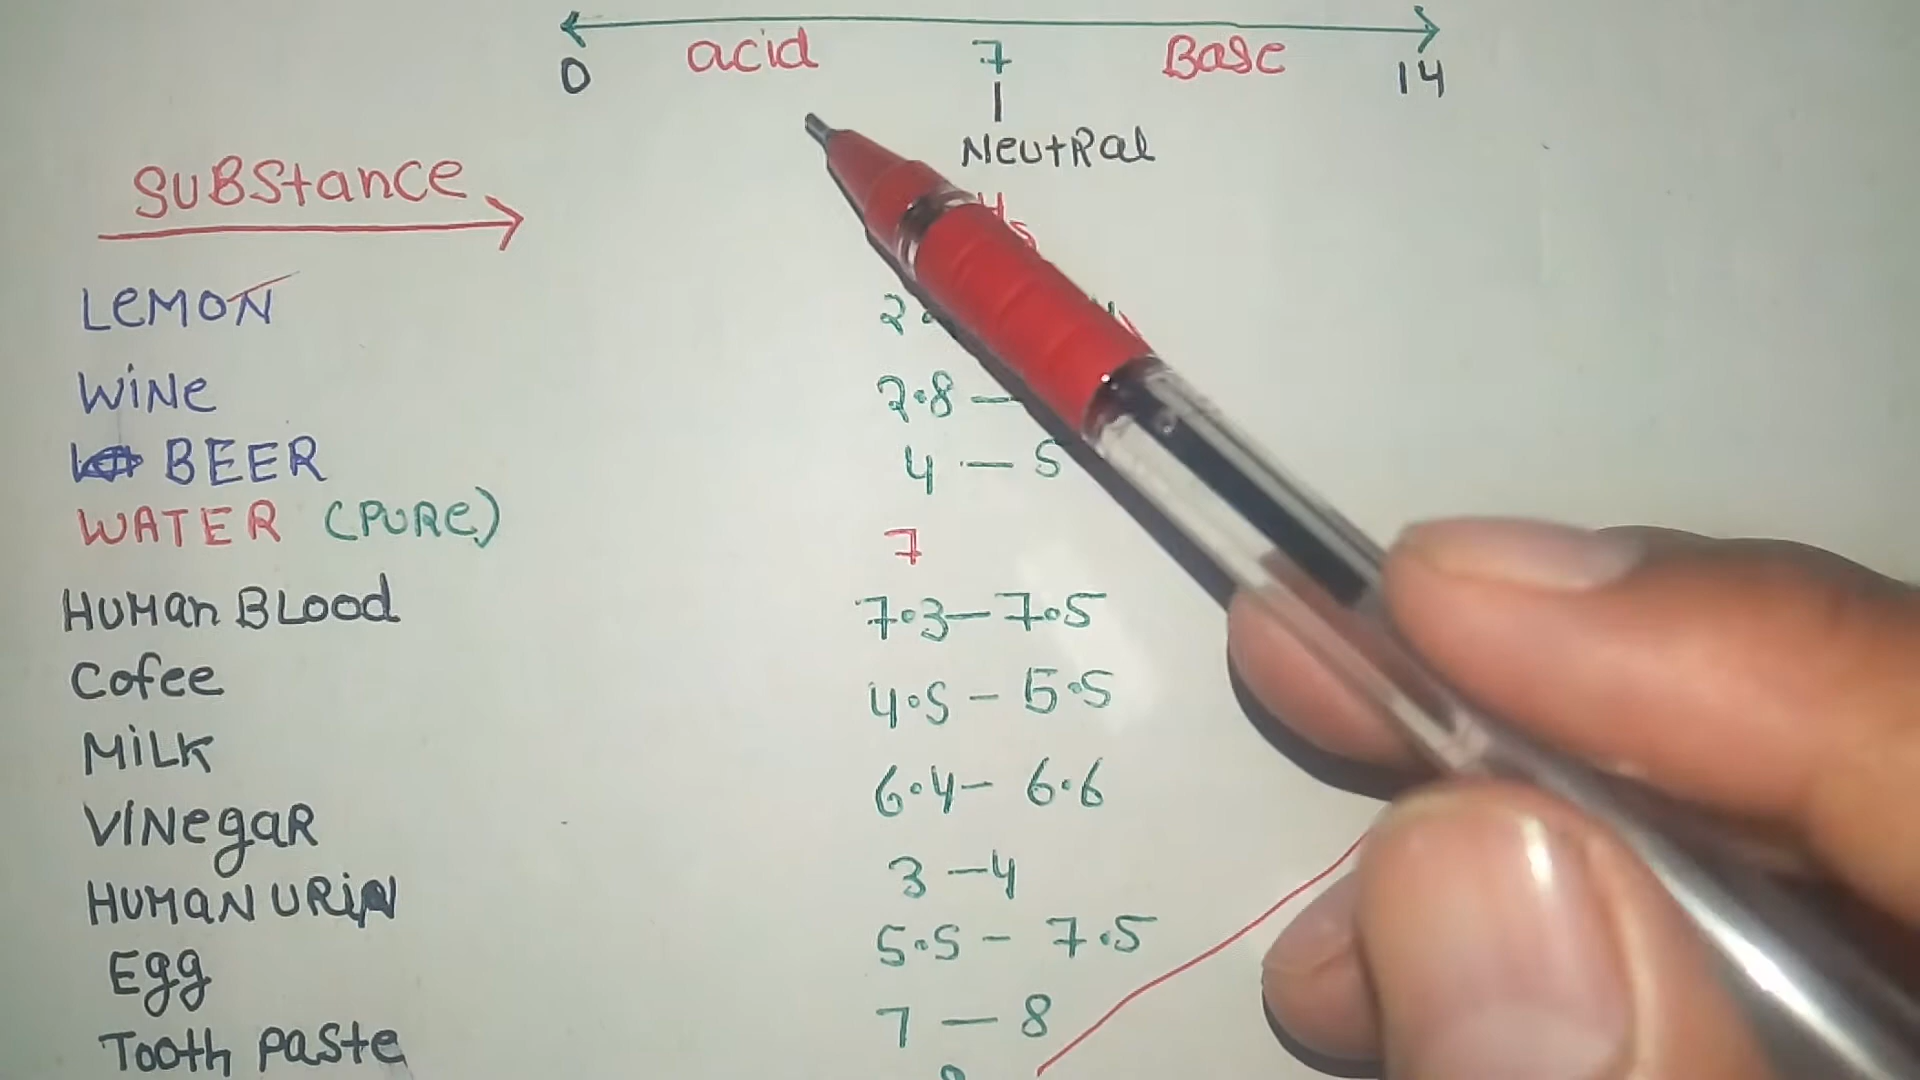 acid 7 Base
0 14
Neutral
SUBStance
LeMON
WiNe 2.8 —
BEER 4 — 5
WATER (PURe) 7
HUMan BLOOD 7.3 — 7.5
Cofee 4.5 — 5.5
MiLK 6.4 — 6.6
VINegaR 3 — 4
HUMAN URiN 5.5 — 7.5
Egg 7 — 8
Tooth paste